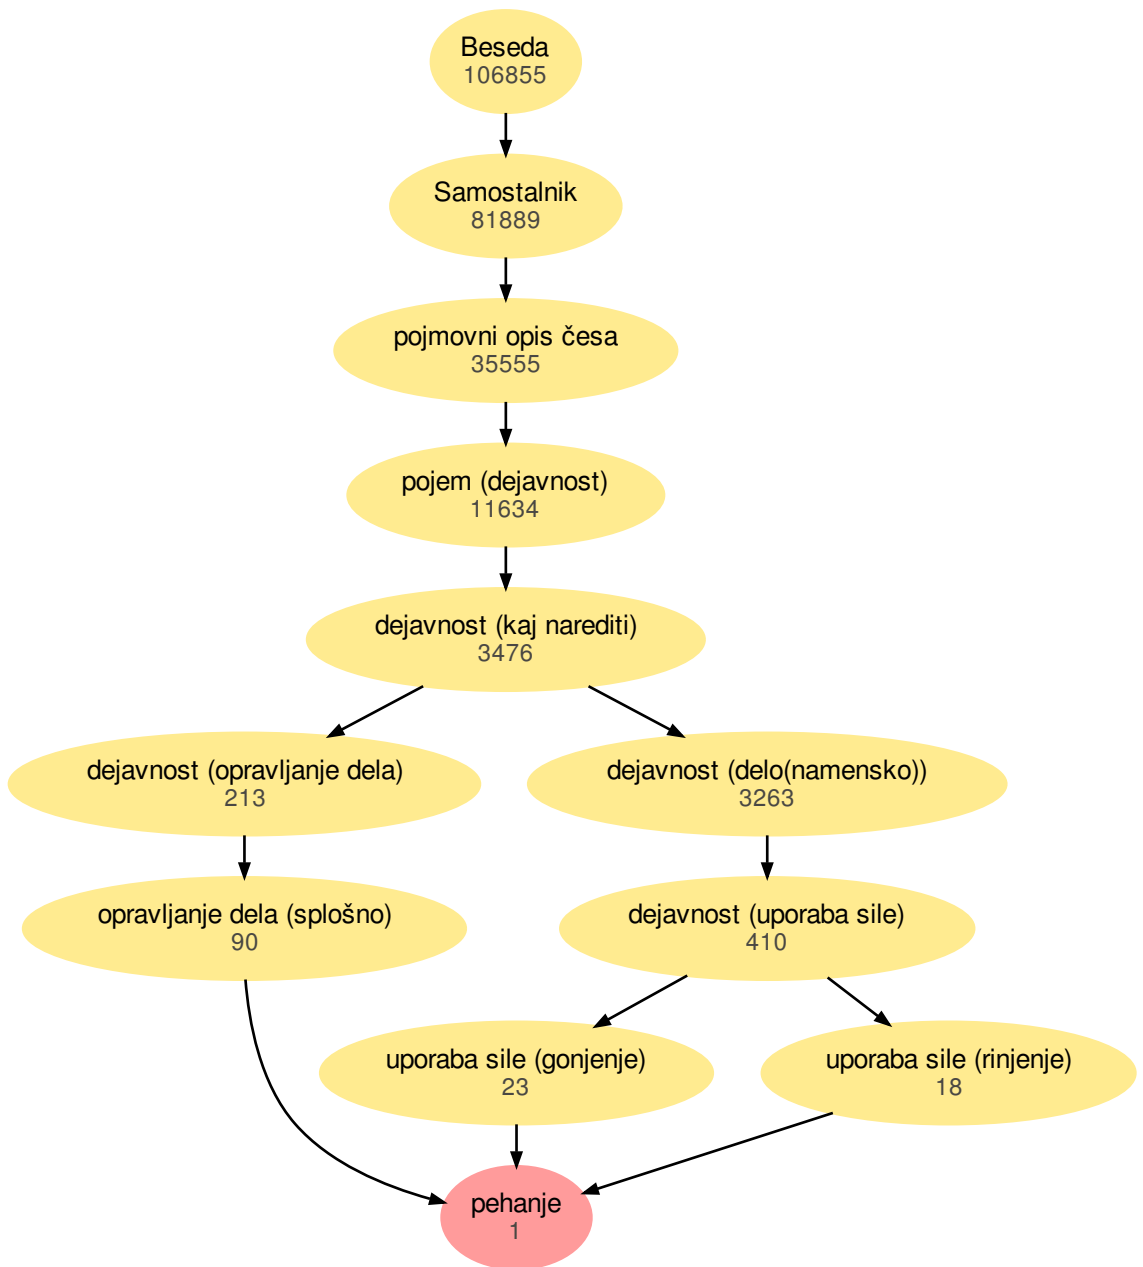 Beseda
106855
Samostalnik
81889
pojmovni opis česa
35555
pojem (dejavnost)
11634
dejavnost (kaj narediti)
3476
dejavnost (opravljanje dela)
213
dejavnost (delo(namensko))
3263
opravljanje dela (splošno)
90
dejavnost (uporaba sile)
410
uporaba sile (gonjenje)
23
uporaba sile (rinjenje)
18
pehanje
1